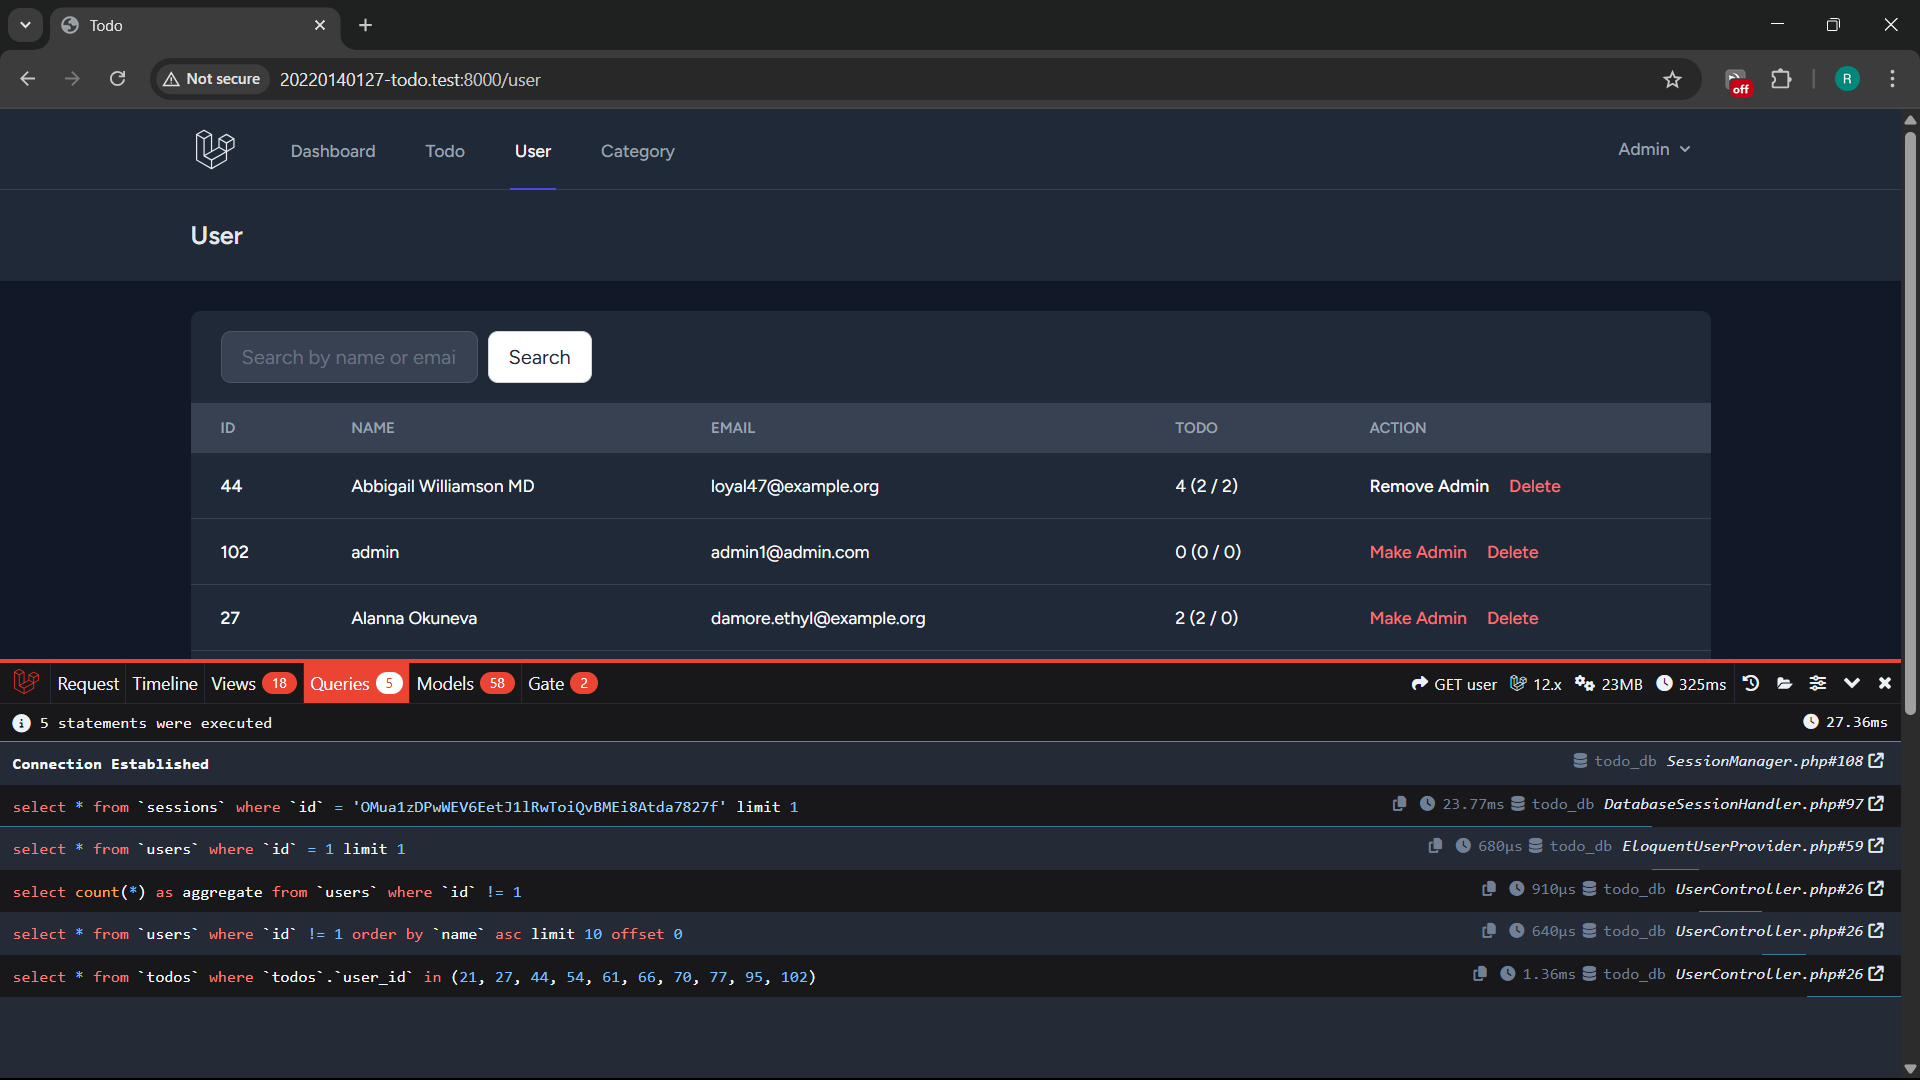 Todo
Not secure 20220140127-todo.test:8000/user
off
R
Dashboard Todo User Category Admin
User
Search by name or emai Search
ID NAME EMAIL TODO ACTION
44 Abbigail Williamson MD loyal47@example.org 4 (2 / 2) Remove Admin Delete
102 admin admin1@admin.com 0 (0 / 0) Make Admin Delete
27 Alanna Okuneva damore.ethyl@example.org 2 (2 / 0) Make Admin Delete
Request Timeline Views 18 Queries 5 Models 58 Gate 2 GET user 12.x 23MB 325ms
5 statements were executed 27.36ms
Connection Established todo_db SessionManager.php#108
select * from `sessions` where `id` = 'OMua1zDPwWEV6EetJ1lRwToiQvBMEi8Atda7827f' limit 1 23.77ms todo_db DatabaseSessionHandler.php#97
select * from `users` where `id` = 1 limit 1 680μs todo_db EloquentUserProvider.php#59
select count(*) as aggregate from `users` where `id` != 1 910μs todo_db UserController.php#26
select * from `users` where `id` != 1 order by `name` asc limit 10 offset 0 640μs todo_db UserController.php#26
select * from `todos` where `todos`.`user_id` in (21, 27, 44, 54, 61, 66, 70, 77, 95, 102) 1.36ms todo_db UserController.php#26